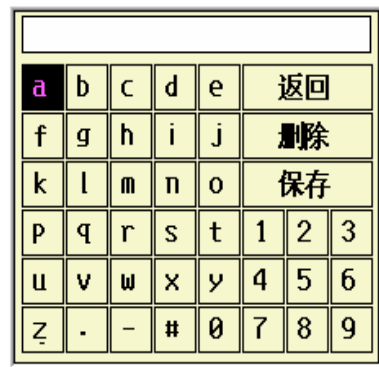 a b c d e 返回
f g h i j 删除
k l m n o 保存
p q r s t 1 2 3
u v w x y 4 5 6
z . - # 0 7 8 9